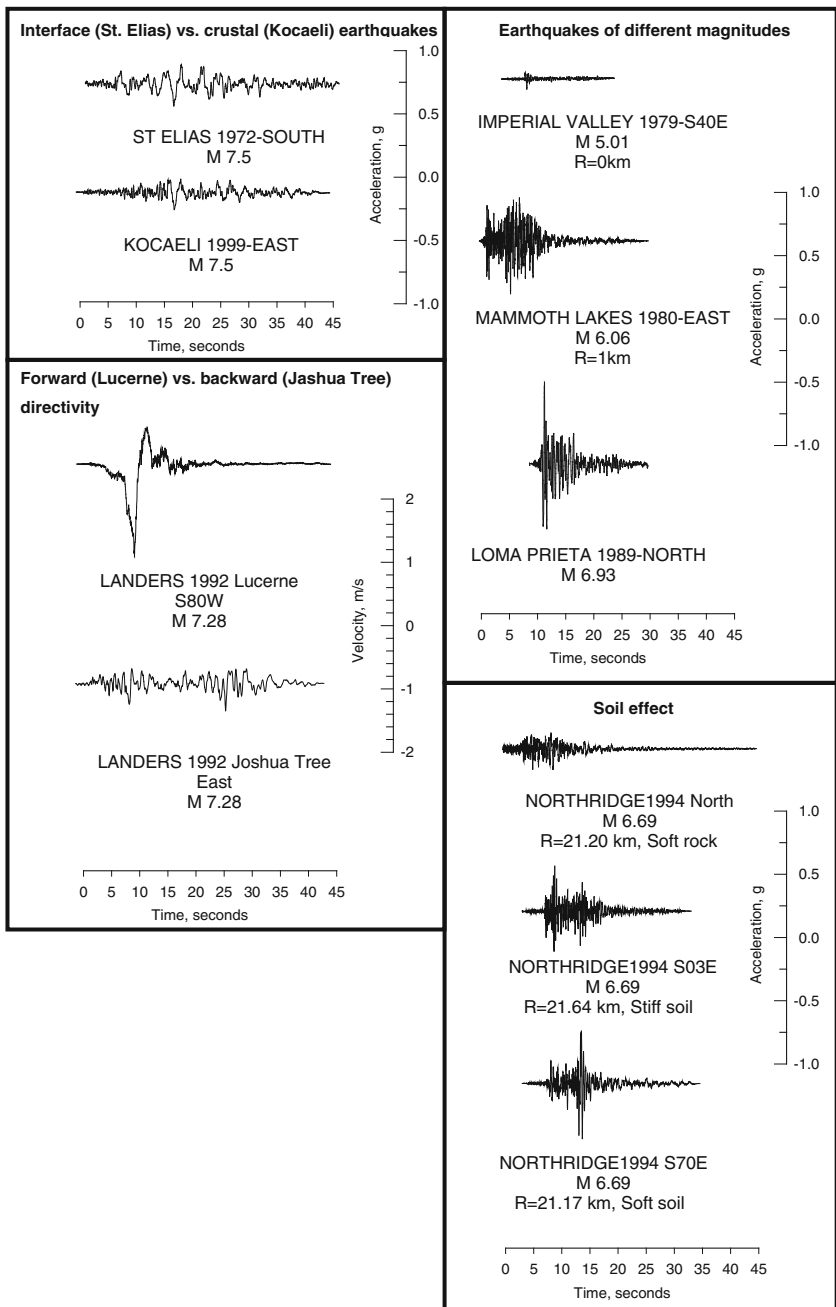 Interface (St. Elias) vs. crustal (Kocaeli) earthquakes
1.0
0.5
0.0
-0.5
-1.0
Acceleration, g
ST ELIAS 1972-SOUTH
M 7.5
KOCAELI 1999-EAST
M 7.5
0 5 10 15 20 25 30 35 40 45
Time, seconds
Forward (Lucerne) vs. backward (Jashua Tree)
directivity
2
1
0
-1
-2
Velocity, m/s
LANDERS 1992 Lucerne
S80W
M 7.28
LANDERS 1992 Joshua Tree
East
M 7.28
0 5 10 15 20 25 30 35 40 45
Time, seconds
Earthquakes of different magnitudes
IMPERIAL VALLEY 1979-S40E
M 5.01
R=0km
1.0
0.5
0.0
-0.5
-1.0
Acceleration, g
MAMMOTH LAKES 1980-EAST
M 6.06
R=1km
LOMA PRIETA 1989-NORTH
M 6.93
0 5 10 15 20 25 30 35 40 45
Time, seconds
Soil effect
NORTHRIDGE1994 North
M 6.69
R=21.20 km, Soft rock
1.0
0.5
0.0
-0.5
-1.0
Acceleration, g
NORTHRIDGE1994 S03E
M 6.69
R=21.64 km, Stiff soil
NORTHRIDGE1994 S70E
M 6.69
R=21.17 km, Soft soil
0 5 10 15 20 25 30 35 40 45
Time, seconds